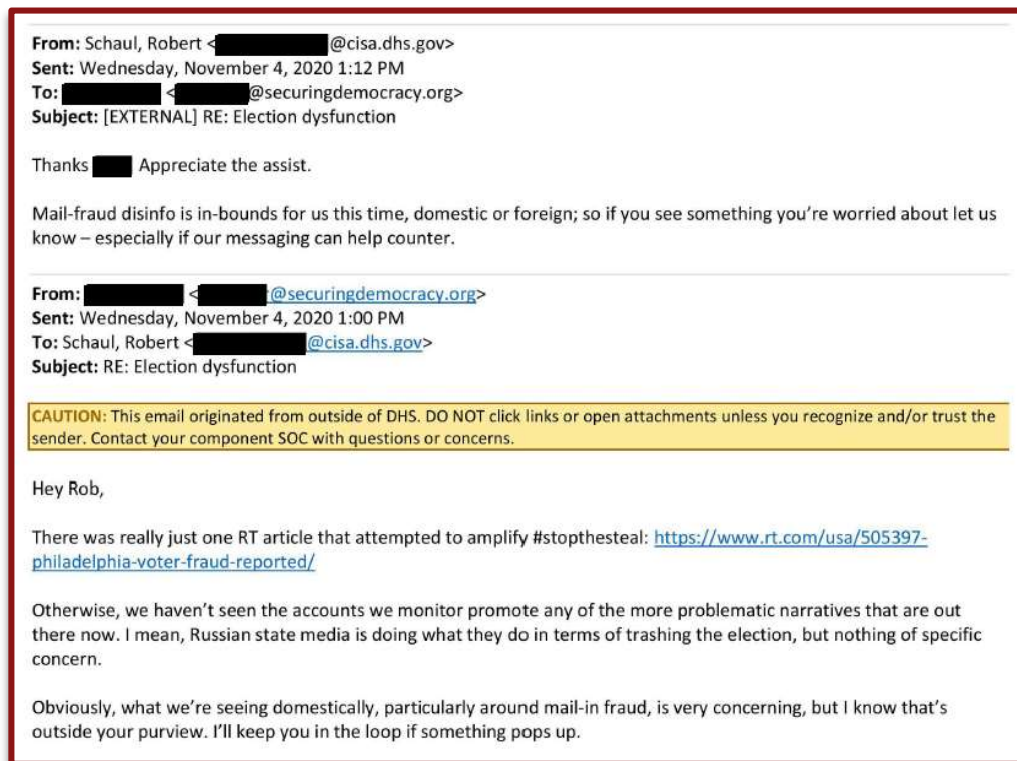 From: Schaul, Robert < @cisa.dhs.gov>
Sent: Wednesday, November 4, 2020 1:12 PM
To: < @securingdemocracy.org>
Subject: [EXTERNAL] RE: Election dysfunction
Thanks Appreciate the assist.
Mail-fraud disinfo is in-bounds for us this time, domestic or foreign; so if you see something you're worried about let us
know – especially if our messaging can help counter.
From: < @securingdemocracy.org>
Sent: Wednesday, November 4, 2020 1:00 PM
To: Schaul, Robert < @cisa.dhs.gov>
Subject: RE: Election dysfunction
CAUTION: This email originated from outside of DHS. DO NOT click links or open attachments unless you recognize and/or trust the
sender. Contact your component SOC with questions or concerns.
Hey Rob,
There was really just one RT article that attempted to amplify #stopthesteal: https://www.rt.com/usa/505397-
philadelphia-voter-fraud-reported/
Otherwise, we haven't seen the accounts we monitor promote any of the more problematic narratives that are out
there now. I mean, Russian state media is doing what they do in terms of trashing the election, but nothing of specific
concern.
Obviously, what we're seeing domestically, particularly around mail-in fraud, is very concerning, but I know that's
outside your purview. I'll keep you in the loop if something pops up.